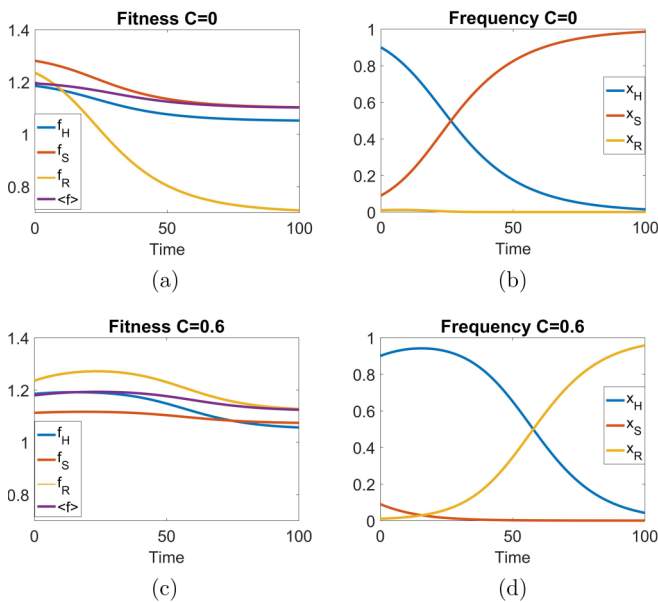 Fitness C=0
1.4
1.2
1
0.8
f_H
f_S
f_R
<f>
0
50
100
Time
(a)
Frequency C=0
1
0.8
0.6
0.4
0.2
0
x_H
x_S
x_R
0
50
100
Time
(b)
Fitness C=0.6
1.4
1.2
1
0.8
f_H
f_S
f_R
<f>
0
50
100
Time
(c)
Frequency C=0.6
1
0.8
0.6
0.4
0.2
0
x_H
x_S
x_R
0
50
100
Time
(d)